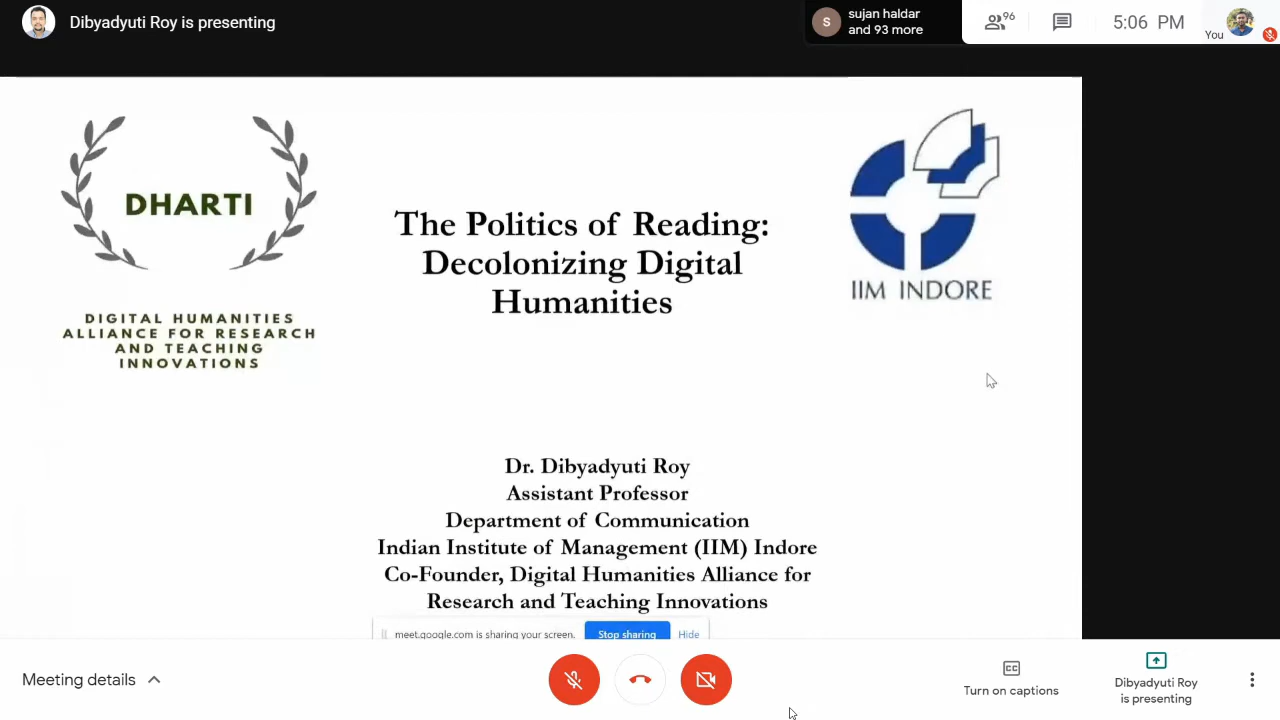 Dibyadyuti Roy is presenting
S
sujan haldar
and 93 more
96
5:06 PM
You
DHARTI
DIGITAL HUMANITIES
ALLIANCE FOR RESEARCH
AND TEACHING
INNOVATIONS
The Politics of Reading:
Decolonizing Digital
Humanities
IIM INDORE
Dr. Dibyadyuti Roy
Assistant Professor
Department of Communication
Indian Institute of Management (IIM) Indore
Co-Founder, Digital Humanities Alliance for
Research and Teaching Innovations
meet.google.com is sharing your screen.
Stop sharing
Hide
Meeting details
CC
Turn on captions
Dibyadyuti Roy
is presenting